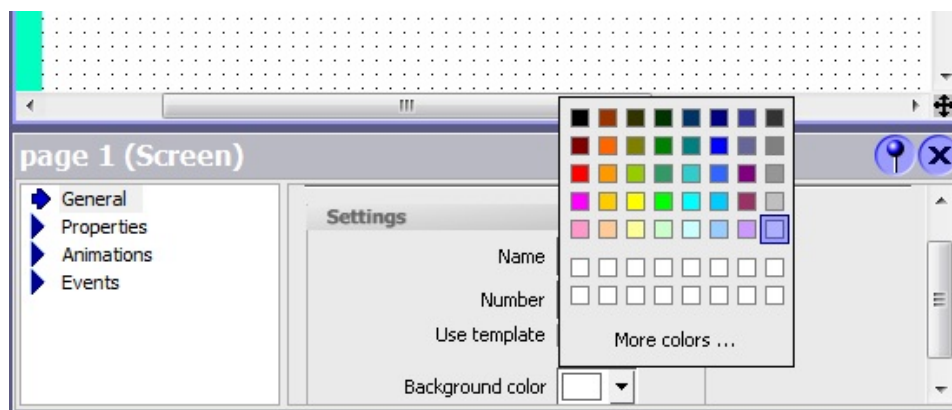 page 1 (Screen)
General
Properties
Animations
Events
Settings
Name
Number
Use template
Background color
More colors ...